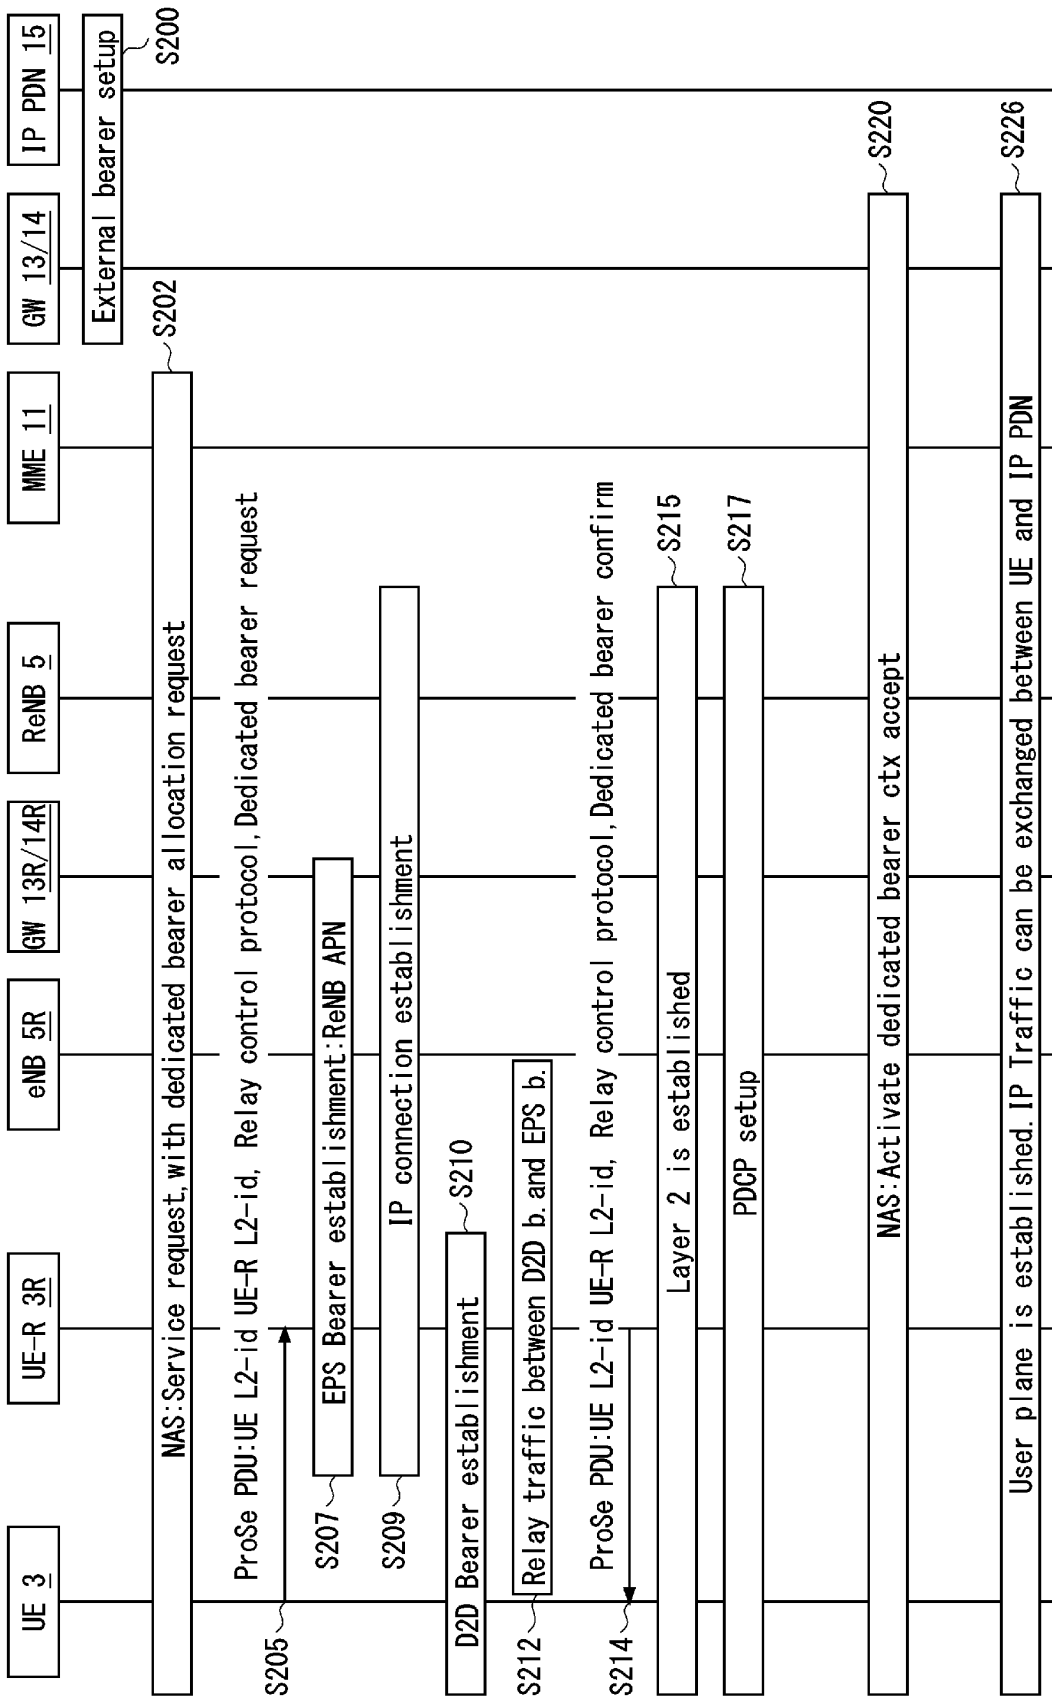 UE 3
UE-R 3R
eNB 5R
GW 13R/14R
ReNB 5
MME 11
GW 13/14
IP PDN 15
External bearer setup
S200
NAS:Service request,with dedicated bearer allocation request
S202
ProSe PDU:UE L2-id UE-R L2-id, Relay control protocol,Dedicated bearer request
S205
EPS Bearer establishment:ReNB APN
S207
IP connection establishment
S209
D2D Bearer establishment
S210
Relay traffic between D2D b.and EPS b.
S212
ProSe PDU:UE L2-id UE-R L2-id, Relay control protocol,Dedicated bearer confirm
S214
Layer 2 is established
S215
PDCP setup
S217
NAS:Activate dedicated bearer ctx accept
S220
User plane is established.IP Traffic can be exchanged between UE and IP PDN
S226